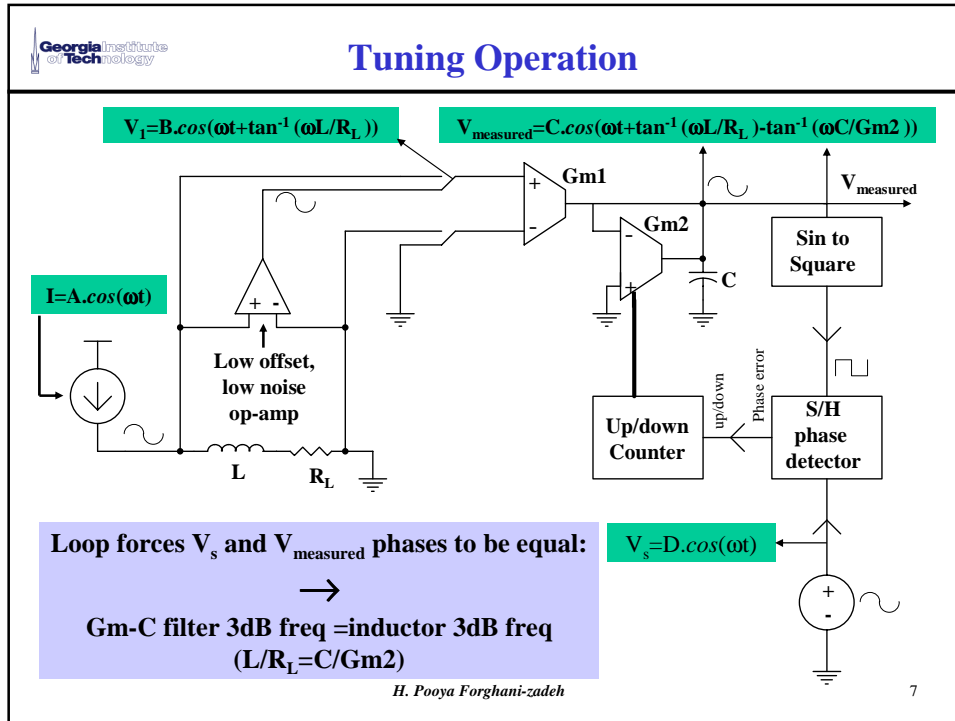 Georgia Institute
of Technology
Tuning Operation
V1=B.cos(ωt+tan-1 (ωL/RL ))
Vmeasured=C.cos(ωt+tan-1 (ωL/RL )-tan-1 (ωC/Gm2 ))
Gm1
+
-
Vmeasured
Gm2
-
+
C
Sin to
Square
I=A.cos(ωt)
+ -
Low offset,
low noise
op-amp
L
RL
Up/down
Counter
up/down
Phase error
S/H
phase
detector
Loop forces Vs and Vmeasured phases to be equal:
→
Gm-C filter 3dB freq =inductor 3dB freq
(L/RL=C/Gm2)
Vs=D.cos(ωt)
+
-
H. Pooya Forghani-zadeh
7